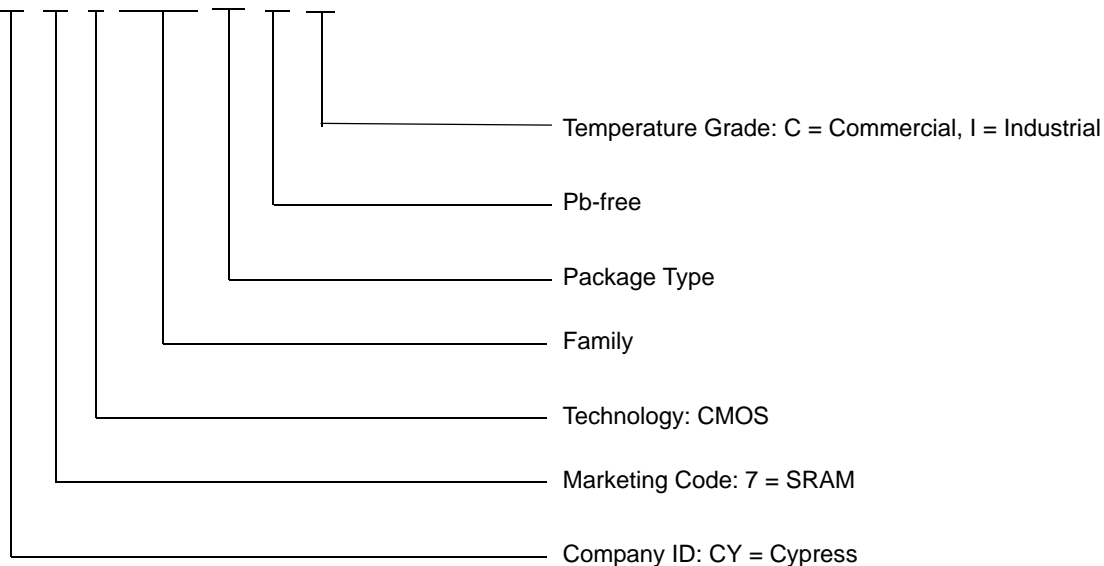 Temperature Grade: C = Commercial, I = Industrial
Pb-free
Package Type
Family
Technology: CMOS
Marketing Code: 7 = SRAM
Company ID: CY = Cypress